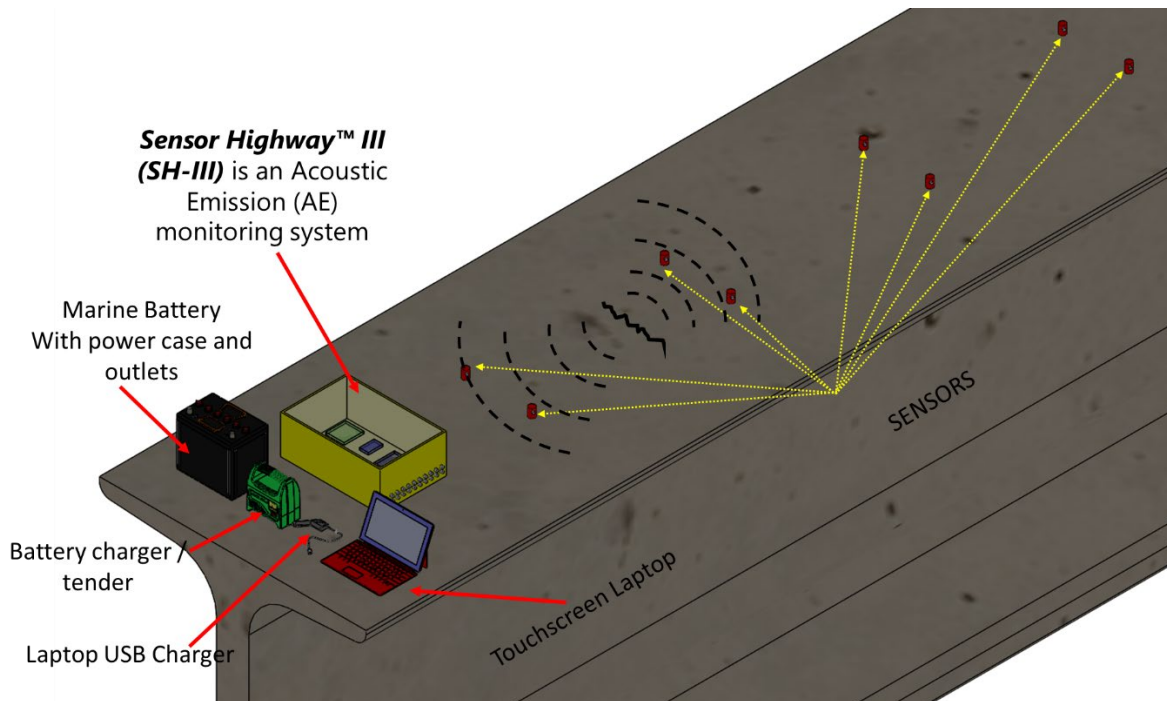 Sensor Highway™ III
(SH-III) is an Acoustic
Emission (AE)
monitoring system
Marine Battery
With power case and
outlets
Battery charger /
tender
Laptop USB Charger
Touchscreen Laptop
SENSORS